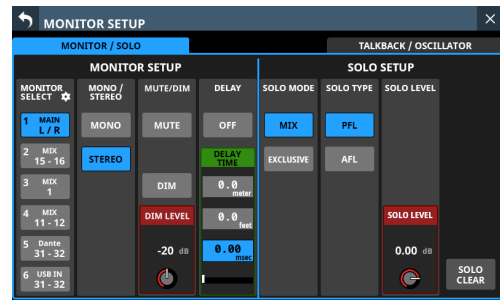 MONITOR SETUP
MONITOR / SOLO
TALKBACK / OSCILLATOR
MONITOR SETUP
MONITOR
SELECT
1 MAIN
L / R
2 MIX
15 - 16
3 MIX
1
4 MIX
11 - 12
5 Dante
31 - 32
6 USB IN
31 - 32
MONO /
STEREO
MONO
STEREO
MUTE/DIM
MUTE
DIM
DIM LEVEL
-20 dB
DELAY
OFF
DELAY
TIME
0.0
meter
0.0
feet
0.00
msec
SOLO SETUP
SOLO MODE
MIX
EXCLUSIVE
SOLO TYPE
PFL
AFL
SOLO LEVEL
SOLO LEVEL
0.00 dB
SOLO
CLEAR